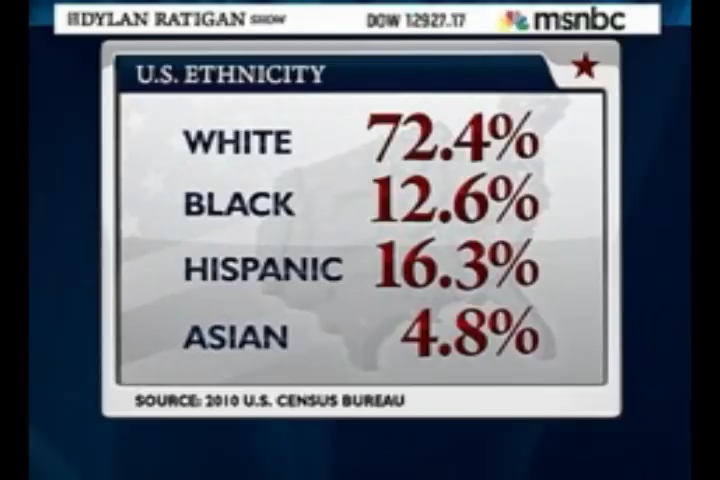 DYLAN RATIGAN SHOW DOW 12927.17 msnbc
U.S. ETHNICITY
WHITE 72.4%
BLACK 12.6%
HISPANIC 16.3%
ASIAN 4.8%
SOURCE: 2010 U.S. CENSUS BUREAU